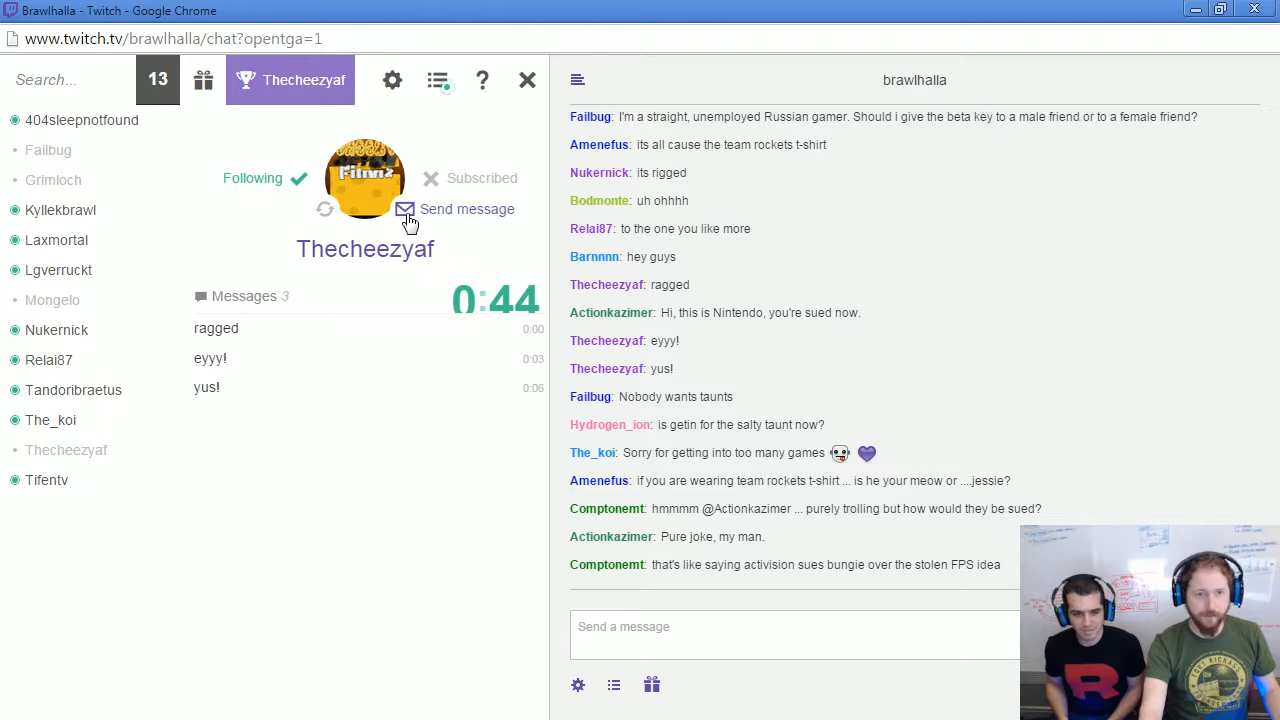 Brawlhalla - Twitch - Google Chrome
www.twitch.tv/brawlhalla/chat?opentga=1
Search...
13
Thecheezyaf
?
404sleepnotfound
Failbug
Grimloch
Kyllekbrawl
Laxmortal
Lgverruckt
Mongelo
Nukernick
Relai87
Tandoribraetus
The_koi
Thecheezyaf
Tifentv
Following
Subscribed
Send message
Thecheezyaf
Messages 3
0:44
ragged 0:00
eyyy! 0:03
yus! 0:06
brawlhalla
Failbug: I'm a straight, unemployed Russian gamer. Should i give the beta key to a male friend or to a female friend?
Amenefus: its all cause the team rockets t-shirt
Nukernick: its rigged
Bodmonte: uh ohhhh
Relai87: to the one you like more
Barnnnn: hey guys
Thecheezyaf: ragged
Actionkazimer: Hi, this is Nintendo, you're sued now.
Thecheezyaf: eyyy!
Thecheezyaf: yus!
Failbug: Nobody wants taunts
Hydrogen_ion: is getin for the salty taunt now?
The_koi: Sorry for getting into too many games
Amenefus: if you are wearing team rockets t-shirt ... is he your meow or ....jessie?
Comptonemt: hmmmm @Actionkazimer ... purely trolling but how would they be sued?
Actionkazimer: Pure joke, my man.
Comptonemt: that's like saying activision sues bungie over the stolen FPS idea
Send a message
R